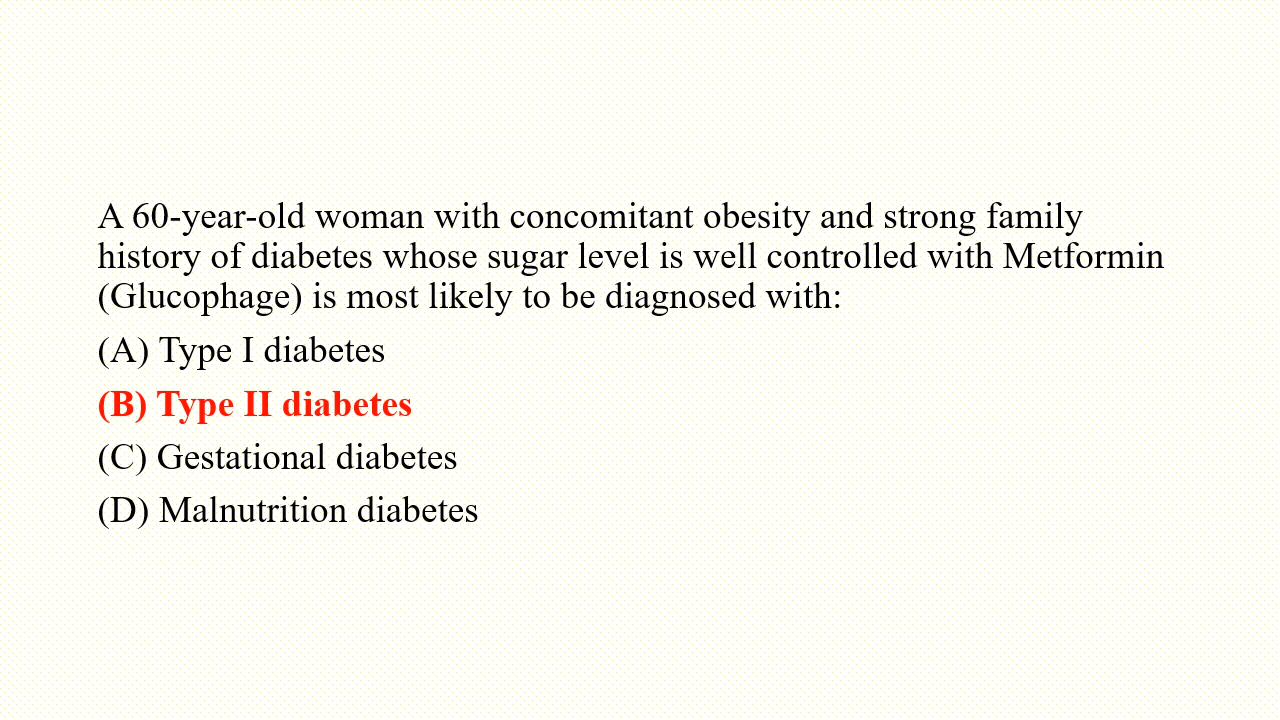 A 60-year-old woman with concomitant obesity and strong family
history of diabetes whose sugar level is well controlled with Metformin
(Glucophage) is most likely to be diagnosed with:
(A) Type I diabetes
(B) Type II diabetes
(C) Gestational diabetes
(D) Malnutrition diabetes